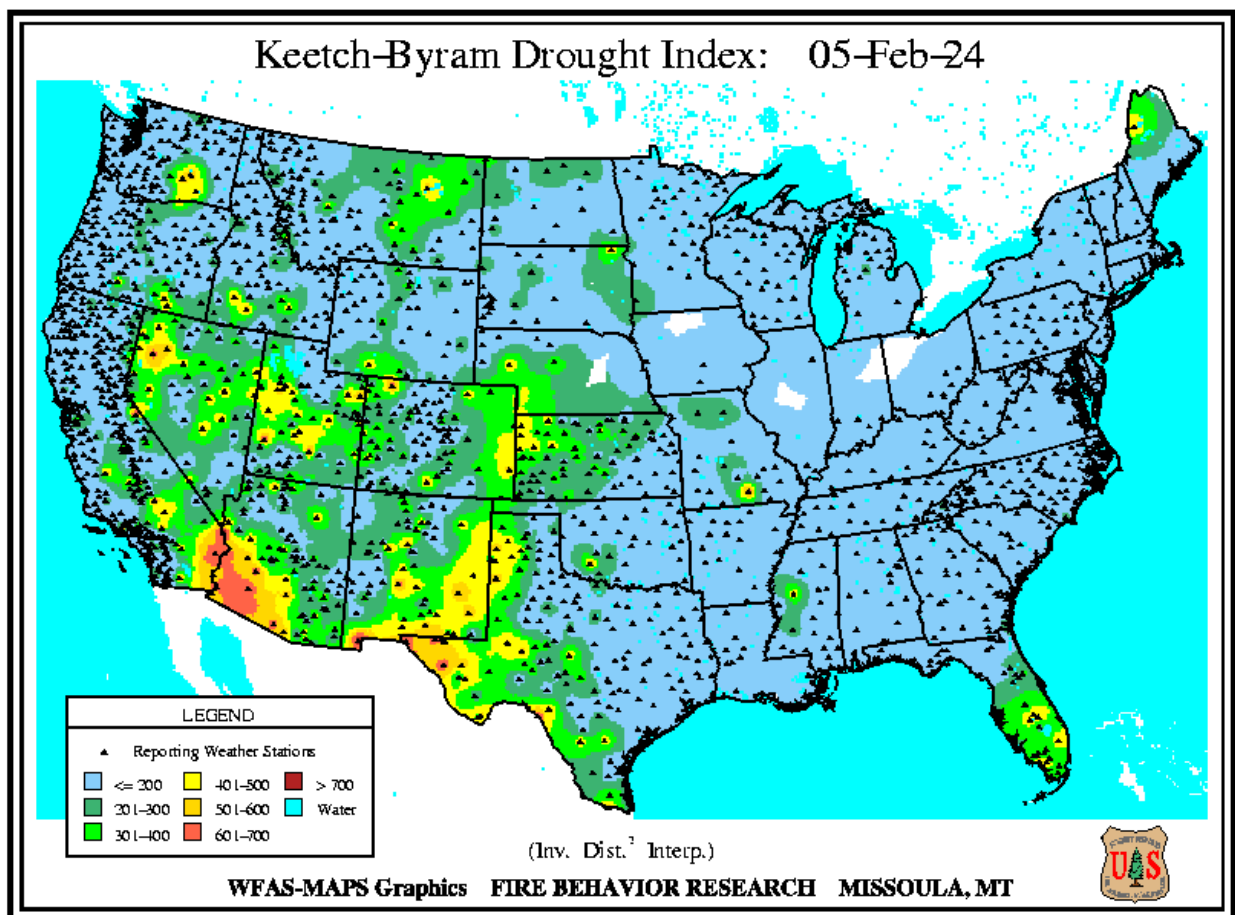 Keetch-Byram Drought Index: 05-Feb-24
LEGEND
Reporting Weather Stations
<= 200
401-500
> 700
201-300
501-600
Water
301-400
601-700
(Inv. Dist.² Interp.)
WFAS-MAPS Graphics FIRE BEHAVIOR RESEARCH MISSOULA, MT
US